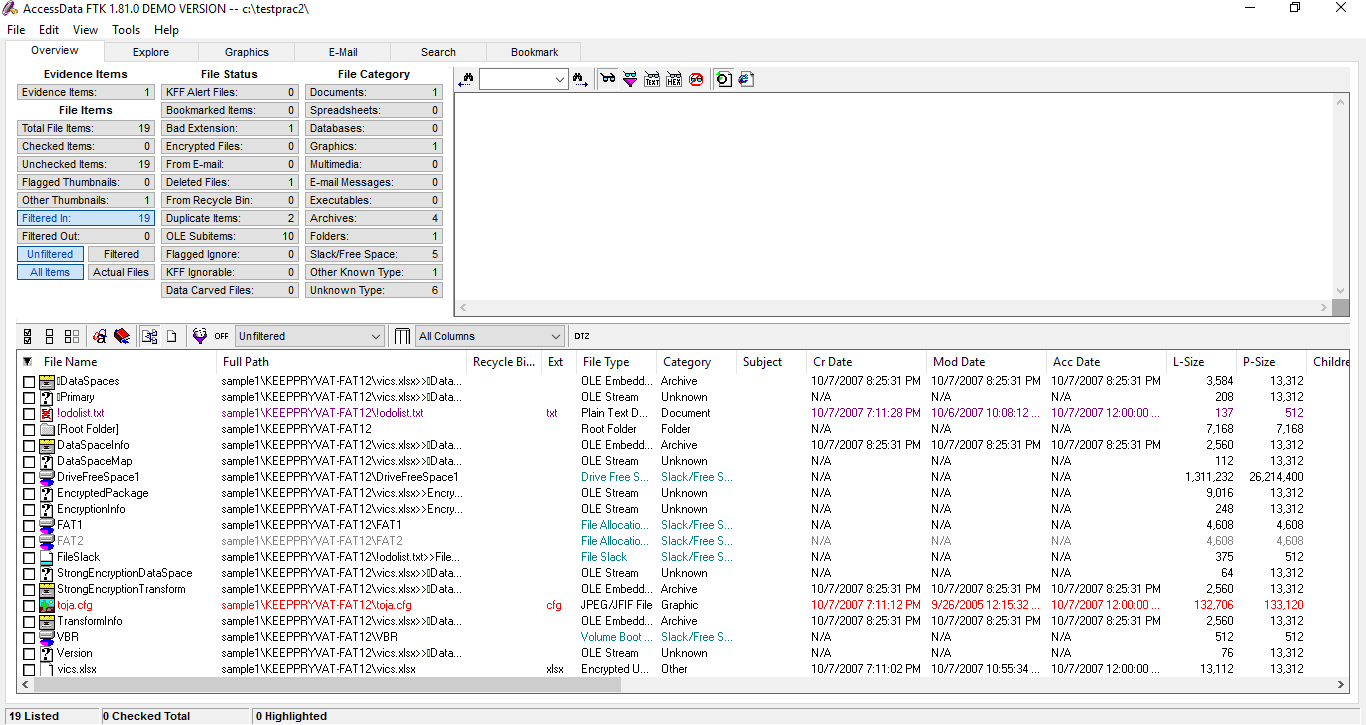 AccessData FTK 1.81.0 DEMO VERSION -- c:\testprac2\
File Edit View Tools Help
Overview Explore Graphics E-Mail Search Bookmark
Evidence Items File Status File Category
Evidence Items: 1 KFF Alert Files: 0 Documents: 1
File Items Bookmarked Items: 0 Spreadsheets: 0
Total File Items: 19 Bad Extension: 1 Databases: 0
Checked Items: 0 Encrypted Files: 0 Graphics: 1
Unchecked Items: 19 From E-mail: 0 Multimedia: 0
Flagged Thumbnails: 0 Deleted Files: 1 E-mail Messages: 0
Other Thumbnails: 1 From Recycle Bin: 0 Executables: 0
Filtered In: 19 Duplicate Items: 2 Archives: 4
Filtered Out: 0 OLE Subitems: 10 Folders: 1
Unfiltered Filtered Flagged Ignore: 0 Slack/Free Space: 5
All Items Actual Files KFF Ignorable: 0 Other Known Type: 1
Data Carved Files: 0 Unknown Type: 6
TEXT HEX
OFF Unfiltered All Columns DTZ
File Name Full Path Recycle Bi... Ext File Type Category Subject Cr Date Mod Date Acc Date L-Size P-Size Childre
▯DataSpaces sample1\KEEPPRYVAT-FAT12\vics.xlsx>>▯Data... OLE Embedd... Archive 10/7/2007 8:25:31 PM 10/7/2007 8:25:31 PM 10/7/2007 8:25:31 PM 3,584 13,312
▯Primary sample1\KEEPPRYVAT-FAT12\vics.xlsx>>▯Data... OLE Stream Unknown N/A N/A N/A 208 13,312
!odolist.txt sample1\KEEPPRYVAT-FAT12\!odolist.txt txt Plain Text D... Document 10/7/2007 7:11:28 PM 10/6/2007 10:08:12 ... 10/7/2007 12:00:00 ... 137 512
[Root Folder] sample1\KEEPPRYVAT-FAT12 Root Folder Folder N/A N/A N/A 7,168 7,168
DataSpaceInfo sample1\KEEPPRYVAT-FAT12\vics.xlsx>>▯Data... OLE Embedd... Archive 10/7/2007 8:25:31 PM 10/7/2007 8:25:31 PM 10/7/2007 8:25:31 PM 2,560 13,312
DataSpaceMap sample1\KEEPPRYVAT-FAT12\vics.xlsx>>▯Data... OLE Stream Unknown N/A N/A N/A 112 13,312
DriveFreeSpace1 sample1\KEEPPRYVAT-FAT12\DriveFreeSpace1 Drive Free S... Slack/Free S... N/A N/A N/A 1,311,232 26,214,400
EncryptedPackage sample1\KEEPPRYVAT-FAT12\vics.xlsx>>Encry... OLE Stream Unknown N/A N/A N/A 9,016 13,312
EncryptionInfo sample1\KEEPPRYVAT-FAT12\vics.xlsx>>Encry... OLE Stream Unknown N/A N/A N/A 248 13,312
FAT1 sample1\KEEPPRYVAT-FAT12\FAT1 File Allocatio... Slack/Free S... N/A N/A N/A 4,608 4,608
FAT2 sample1\KEEPPRYVAT-FAT12\FAT2 File Allocatio... Slack/Free S... N/A N/A N/A 4,608 4,608
FileSlack sample1\KEEPPRYVAT-FAT12\!odolist.txt>>File... File Slack Slack/Free S... N/A N/A N/A 375 512
StrongEncryptionDataSpace sample1\KEEPPRYVAT-FAT12\vics.xlsx>>▯Data... OLE Stream Unknown N/A N/A N/A 64 13,312
StrongEncryptionTransform sample1\KEEPPRYVAT-FAT12\vics.xlsx>>▯Data... OLE Embedd... Archive 10/7/2007 8:25:31 PM 10/7/2007 8:25:31 PM 10/7/2007 8:25:31 PM 2,560 13,312
toja.cfg sample1\KEEPPRYVAT-FAT12\toja.cfg cfg JPEG/JFIF File Graphic 10/7/2007 7:11:12 PM 9/26/2005 12:15:32 ... 10/7/2007 12:00:00 ... 132,706 133,120
TransformInfo sample1\KEEPPRYVAT-FAT12\vics.xlsx>>▯Data... OLE Embedd... Archive 10/7/2007 8:25:31 PM 10/7/2007 8:25:31 PM 10/7/2007 8:25:31 PM 2,560 13,312
VBR sample1\KEEPPRYVAT-FAT12\VBR Volume Boot ... Slack/Free S... N/A N/A N/A 512 512
Version sample1\KEEPPRYVAT-FAT12\vics.xlsx>>▯Data... OLE Stream Unknown N/A N/A N/A 76 13,312
vics.xlsx sample1\KEEPPRYVAT-FAT12\vics.xlsx xlsx Encrypted U... Other 10/7/2007 7:11:02 PM 10/7/2007 10:55:34 ... 10/7/2007 12:00:00 ... 13,112 13,312
19 Listed 0 Checked Total 0 Highlighted